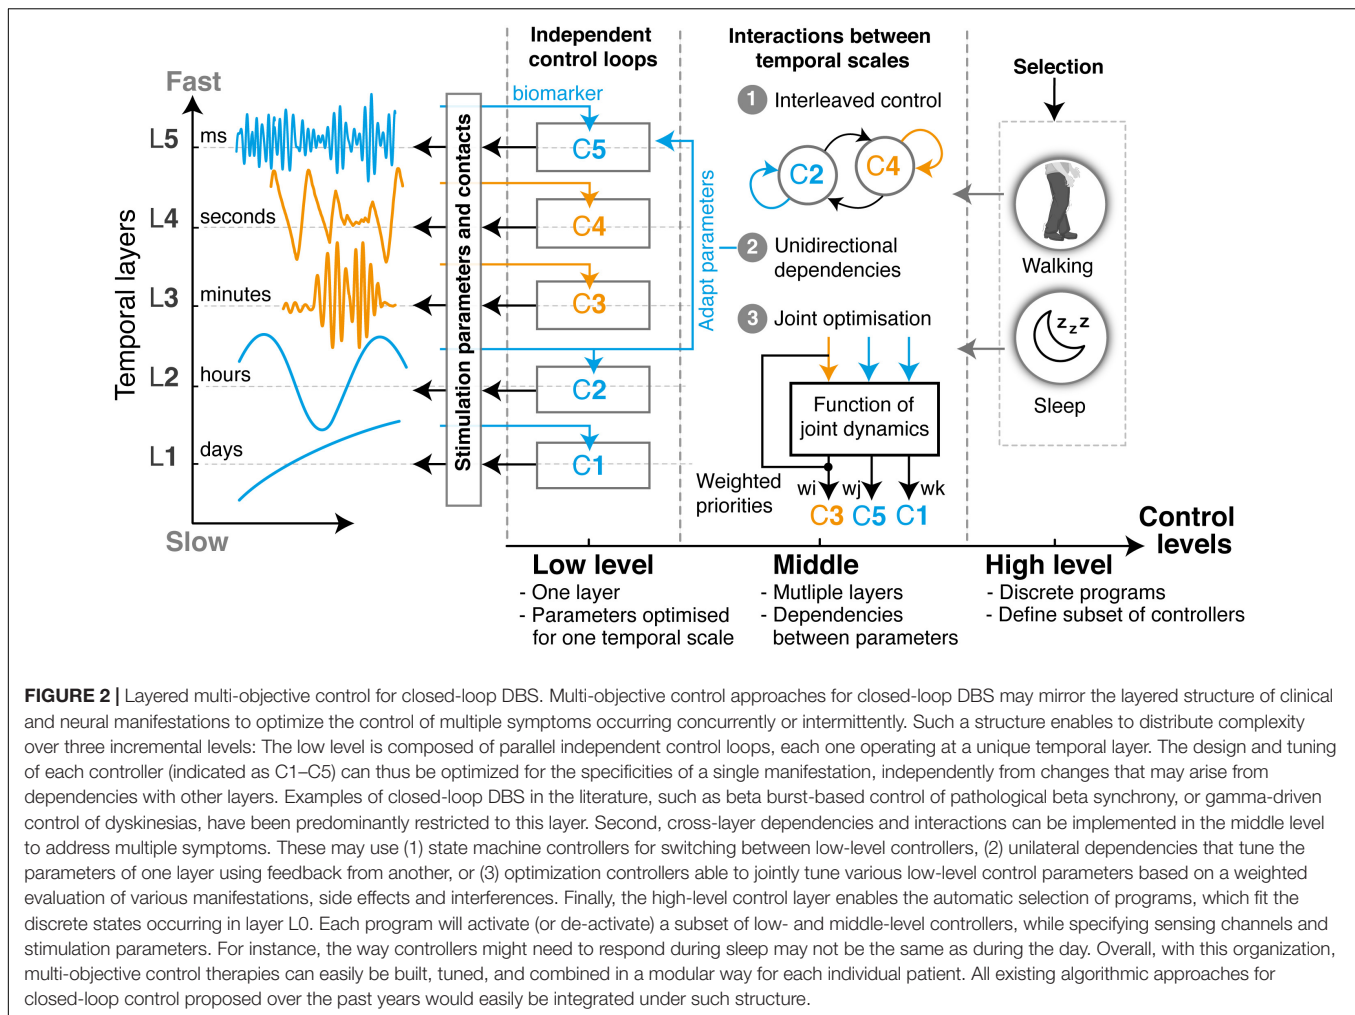 Independent
control loops
Interactions between
temporal scales
Selection
Fast
biomarker
1 Interleaved control
L5 ms
C5
C2
C4
L4 seconds
C4
Temporal layers
Stimulation parameters and contacts
Adapt parameters
2 Unidirectional
dependencies
Walking
L3 minutes
C3
3 Joint optimisation
zzz
L2 hours
C2
Function of
joint dynamics
Sleep
L1 days
C1
Weighted
priorities
wi wj wk
C3 C5 C1
Slow
Control
levels
Low level
- One layer
- Parameters optimised
for one temporal scale
Middle
- Mutliple layers
- Dependencies
between parameters
High level
- Discrete programs
- Define subset of controllers
FIGURE 2 | Layered multi-objective control for closed-loop DBS. Multi-objective control approaches for closed-loop DBS may mirror the layered structure of clinical
and neural manifestations to optimize the control of multiple symptoms occurring concurrently or intermittently. Such a structure enables to distribute complexity
over three incremental levels: The low level is composed of parallel independent control loops, each one operating at a unique temporal layer. The design and tuning
of each controller (indicated as C1–C5) can thus be optimized for the specificities of a single manifestation, independently from changes that may arise from
dependencies with other layers. Examples of closed-loop DBS in the literature, such as beta burst-based control of pathological beta synchrony, or gamma-driven
control of dyskinesias, have been predominantly restricted to this layer. Second, cross-layer dependencies and interactions can be implemented in the middle level
to address multiple symptoms. These may use (1) state machine controllers for switching between low-level controllers, (2) unilateral dependencies that tune the
parameters of one layer using feedback from another, or (3) optimization controllers able to jointly tune various low-level control parameters based on a weighted
evaluation of various manifestations, side effects and interferences. Finally, the high-level control layer enables the automatic selection of programs, which fit the
discrete states occurring in layer L0. Each program will activate (or de-activate) a subset of low- and middle-level controllers, while specifying sensing channels and
stimulation parameters. For instance, the way controllers might need to respond during sleep may not be the same as during the day. Overall, with this organization,
multi-objective control therapies can easily be built, tuned, and combined in a modular way for each individual patient. All existing algorithmic approaches for
closed-loop control proposed over the past years would easily be integrated under such structure.